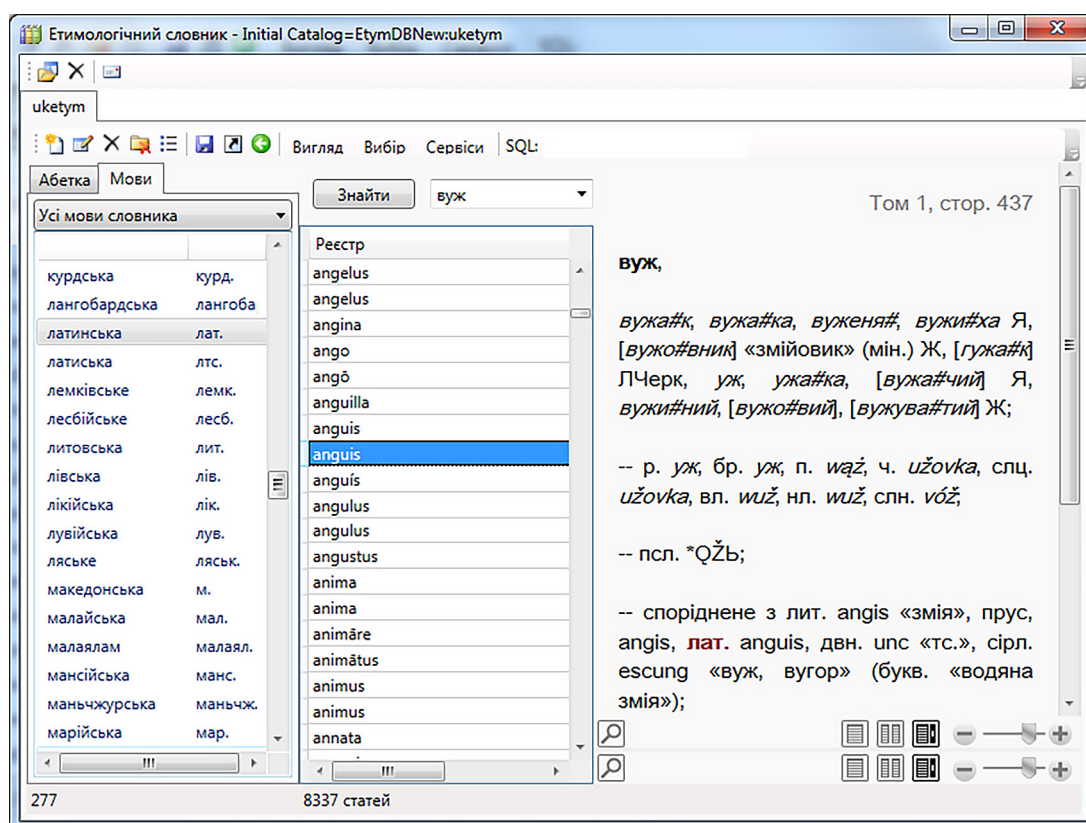 Етимологічний словник - Initial Catalog=EtymDBNew:uketym
uketym
Вигляд Вибір Сервіси SQL:
Абетка Мови
Усі мови словника
курдська курд.
лангобардська лангоба
латинська лат.
латиська лтс.
лемківське лемк.
лесбійське лесб.
литовська лит.
лівська лів.
лікійська лік.
лувійська лув.
ляське ляськ.
македонська м.
малайська мал.
малаялам малаял.
мансійська манс.
маньчжурська маньчж.
марійська мар.
277
Знайти вуж
Реєстр
angelus
angelus
angina
ango
angō
anguilla
anguis
anguis
anguís
angulus
angulus
angustus
anima
anima
animāre
animātus
animus
animus
annata
8337 статей
Том 1, стор. 437
вуж,
вужа#к, вужа#ка, вуженя#, вужи#ха Я,
[вужо#вник] «змійовик» (мін.) Ж, [гужа#к]
ЛЧерк, уж, ужа#ка, [вужа#чий] Я,
вужи#ний, [вужо#вий], [вужува#тий] Ж;
-- р. уж, бр. уж, п. wąż, ч. užovka, слц.
užovka, вл. wuž, нл. wuž, слн. vóž;
-- псл. *QŽЬ;
-- споріднене з лит. angis «змія», прус,
angis, лат. anguis, двн. unc «тс.», сірл.
escung «вуж, вугор» (букв. «водяна
змія»);